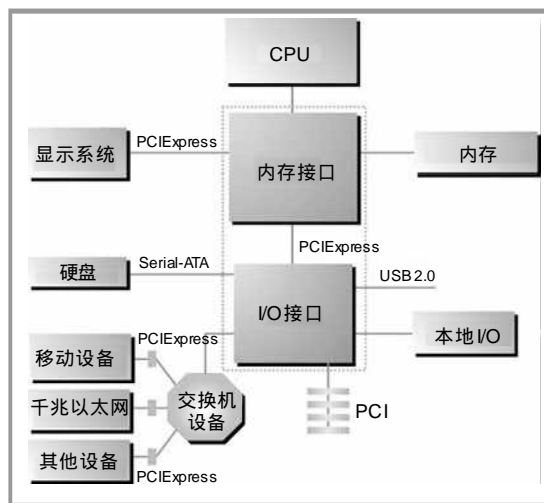 CPU
显示系统
PCIExpress
内存接口
内存
PCIExpress
硬盘
Serial-ATA
I/O接口
USB2.0
本地I/O
PCIExpress
移动设备
千兆以太网
交换机
设备
PCI
其他设备
PCIExpress